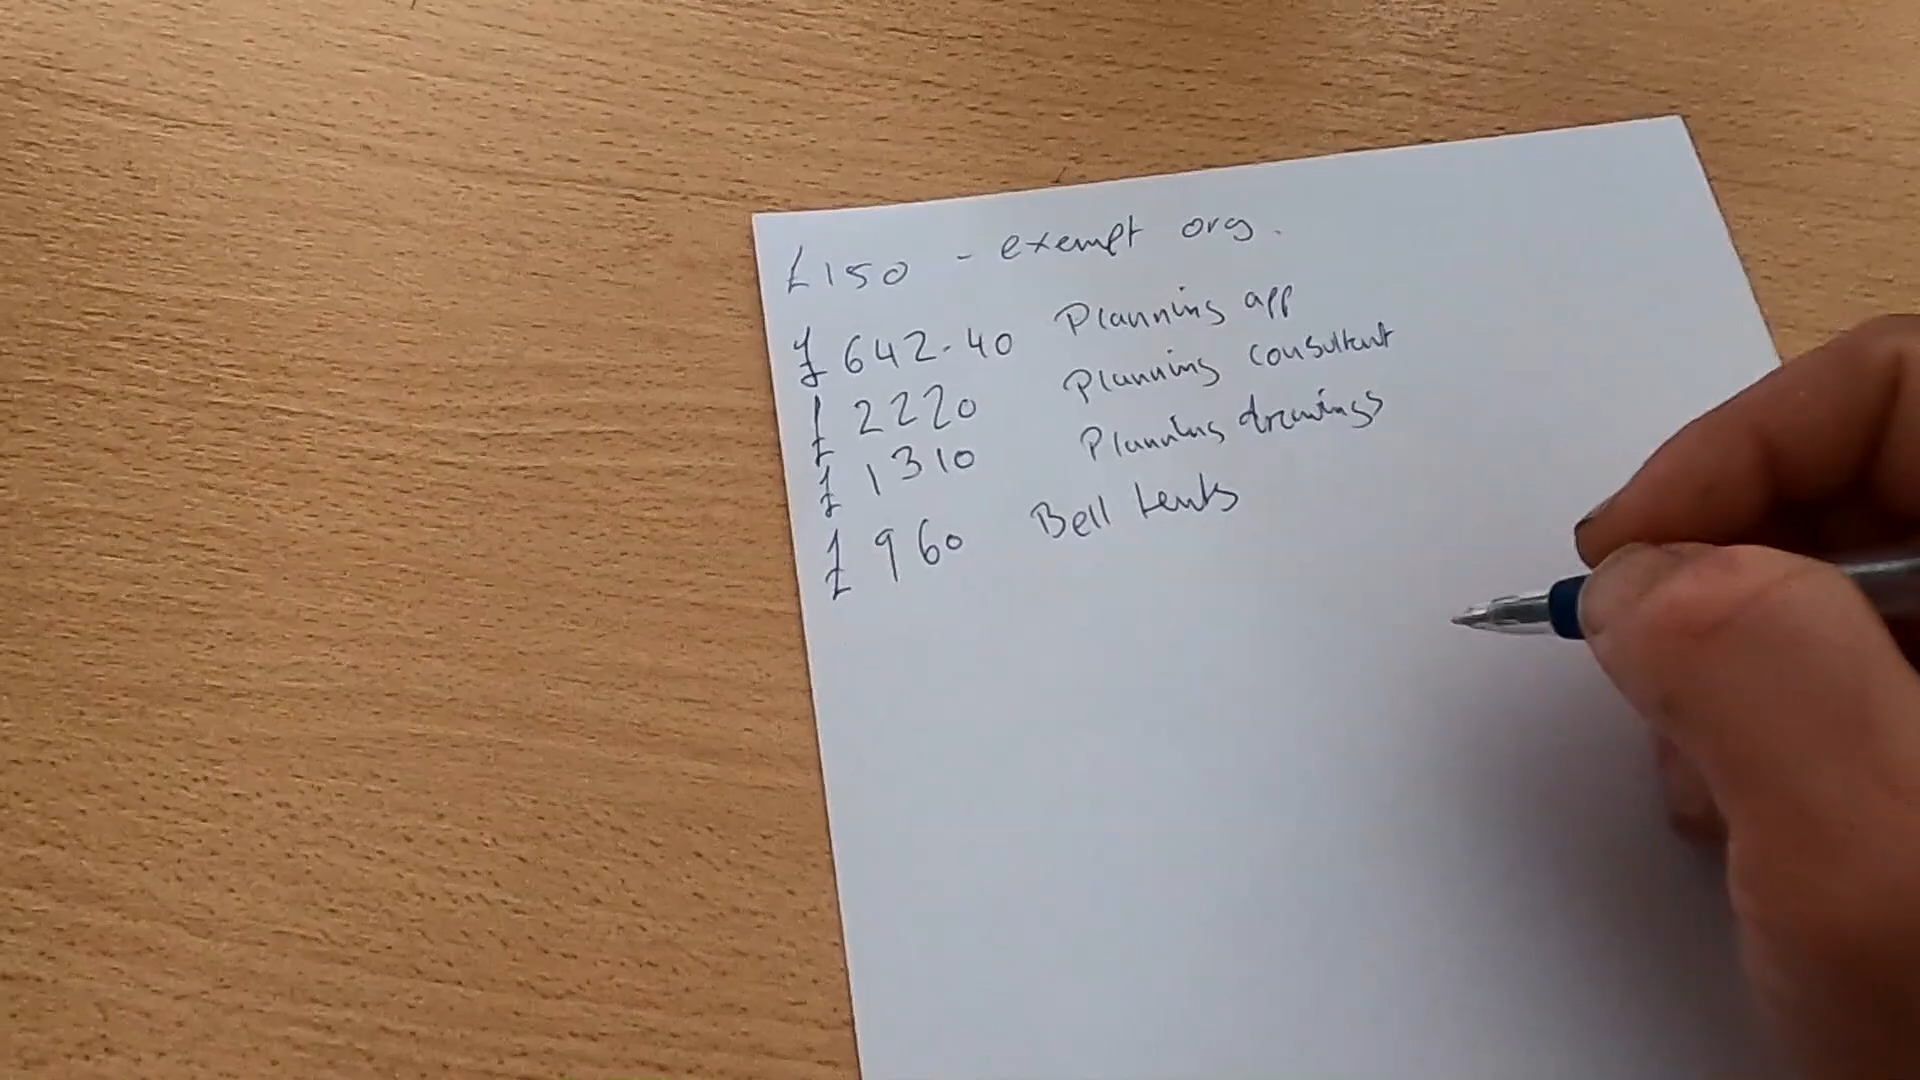 £150 - exempt org.
£642-40 Planning app
£2220 Planning consultant
£1310 Planning drawings
£960 Bell tents